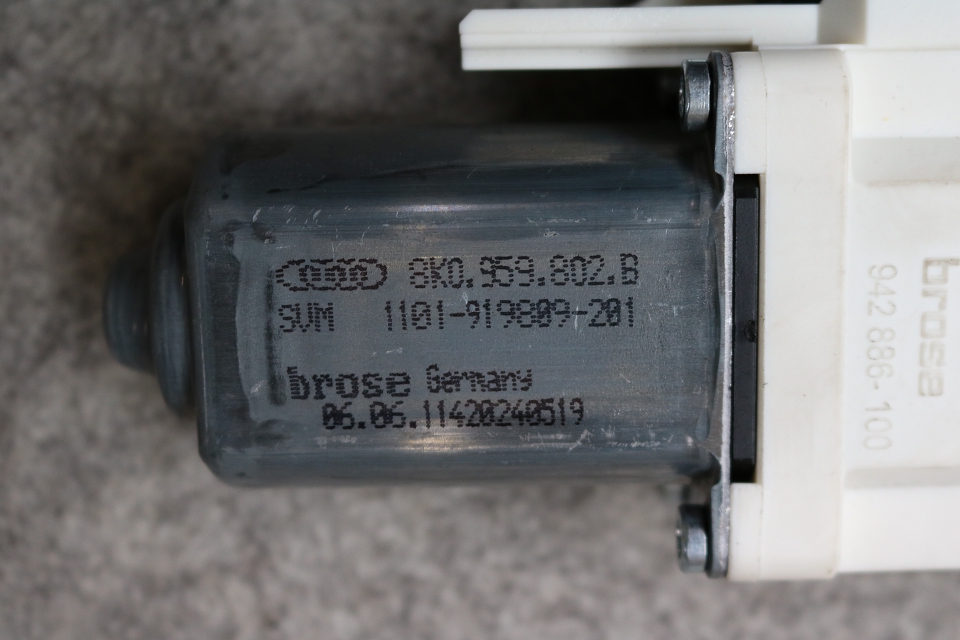 8K0.959.802.B
SVM 1101-919809-201
brose Germany
06.06.11420240519
brose
942 886-100